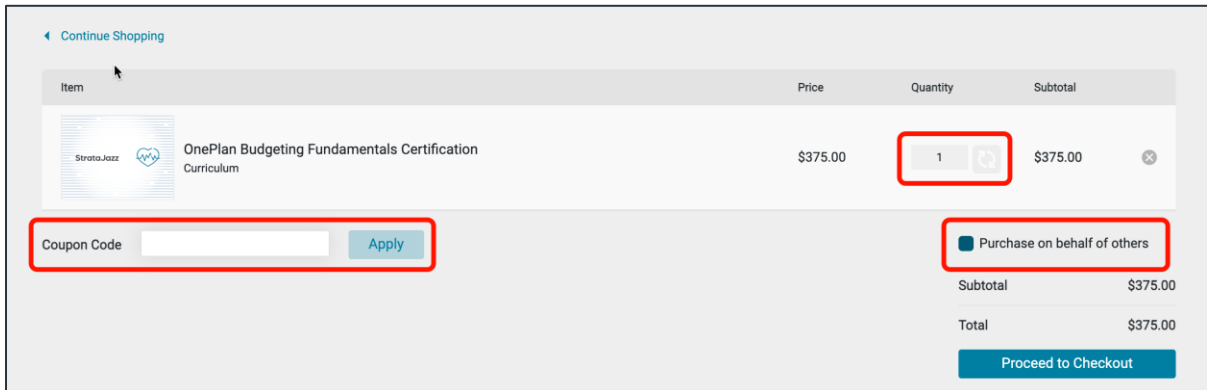 Continue Shopping
Item Price Quantity Subtotal
StrataJazz
OnePlan Budgeting Fundamentals Certification
Curriculum
$375.00 1 $375.00
Coupon Code Apply
Purchase on behalf of others
Subtotal $375.00
Total $375.00
Proceed to Checkout